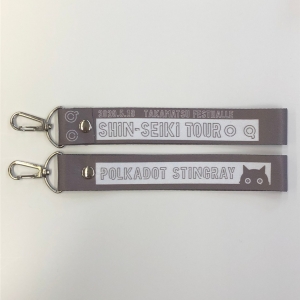 TAKAMATSU FESTHALLE
SHIN-SEIKI TOUR
POLKADOT STINGRAY